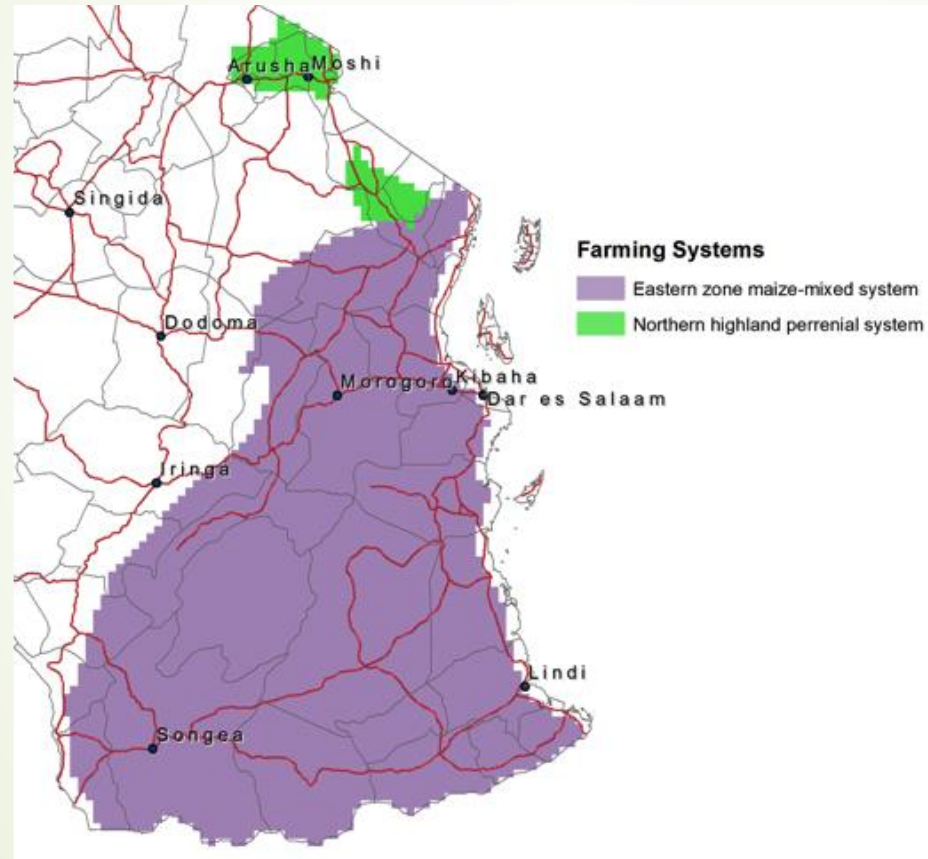 Arusha
Moshi
Singida
Farming Systems
Eastern zone maize-mixed system
Northern highland perrenial system
Dodoma
Morogoro
Kibaha
Dar es Salaam
Iringa
Lindi
Songea